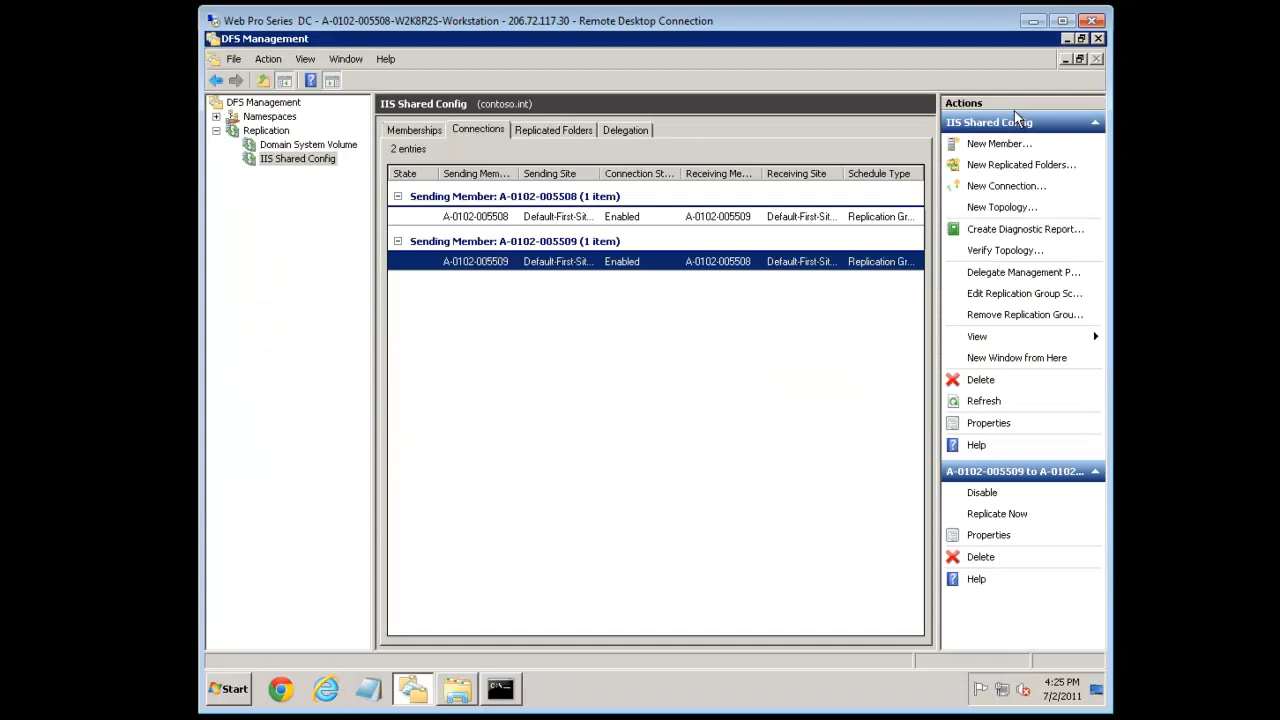 Web Pro Series DC - A-0102-005508-W2K8R2S-Workstation - 206.72.117.30 - Remote Desktop Connection
DFS Management
File Action View Window Help
DFS Management
Namespaces
Replication
Domain System Volume
IIS Shared Config
IIS Shared Config (contoso.int)
Memberships Connections Replicated Folders Delegation
2 entries
State Sending Mem... Sending Site Connection St... Receiving Me... Receiving Site Schedule Type
Sending Member: A-0102-005508 (1 item)
A-0102-005508 Default-First-Sit... Enabled A-0102-005509 Default-First-Sit... Replication Gr...
Sending Member: A-0102-005509 (1 item)
A-0102-005509 Default-First-Sit... Enabled A-0102-005508 Default-First-Sit... Replication Gr...
Actions
IIS Shared Config
New Member...
New Replicated Folders...
New Connection...
New Topology...
Create Diagnostic Report...
Verify Topology...
Delegate Management P...
Edit Replication Group Sc...
Remove Replication Grou...
View
New Window from Here
Delete
Refresh
Properties
Help
A-0102-005509 to A-0102...
Disable
Replicate Now
Properties
Delete
Help
Start
4:25 PM
7/2/2011